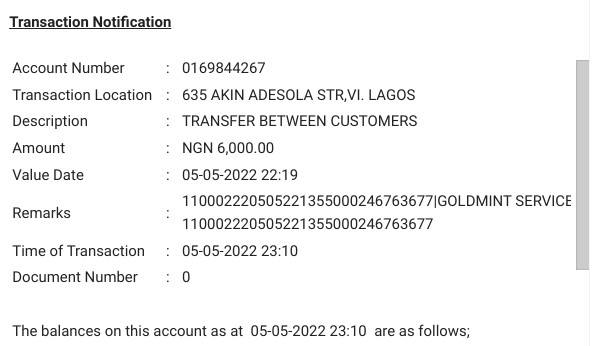 Transaction Notification
Account Number : 0169844267
Transaction Location : 635 AKIN ADESOLA STR,VI. LAGOS
Description : TRANSFER BETWEEN CUSTOMERS
Amount : NGN 6,000.00
Value Date : 05-05-2022 22:19
Remarks : 110002220505221355000246763677|GOLDMINT SERVICE
110002220505221355000246763677
Time of Transaction : 05-05-2022 23:10
Document Number : 0
The balances on this account as at 05-05-2022 23:10 are as follows;